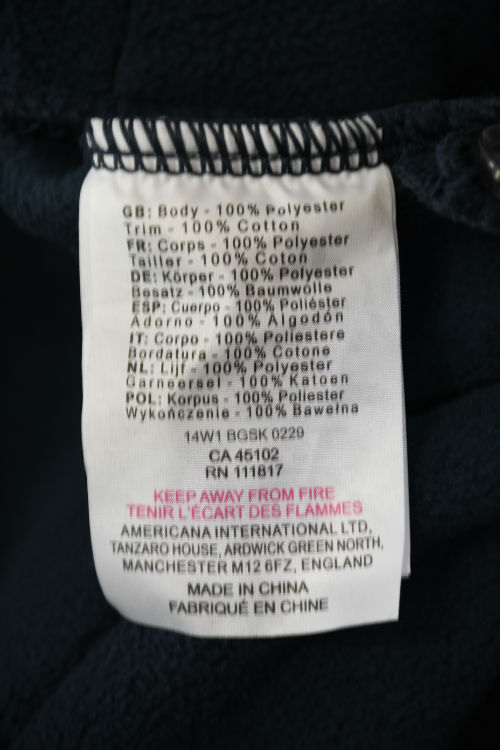 GB: Body - 100% Polyester
Trim - 100% Cotton
FR: Corps - 100% Polyester
Tailler - 100% Coton
DE: Körper - 100% Polyester
Besatz - 100% Baumwolle
ESP: Cuerpo - 100% Poliéster
Adorno - 100% Algodón
IT: Corpo - 100% Poliestere
Bordatura - 100% Cotone
NL: Lijf - 100% Polyester
Garneersel - 100% Katoen
POL: Korpus - 100% Poliester
Wykończenie - 100% Bawełna
14W1 BGSK 0229
CA 45102
RN 111817
KEEP AWAY FROM FIRE
TENIR L'ÉCART DES FLAMMES
AMERICANA INTERNATIONAL LTD,
TANZARO HOUSE, ARDWICK GREEN NORTH,
MANCHESTER M12 6FZ, ENGLAND
MADE IN CHINA
FABRIQUÉ EN CHINE